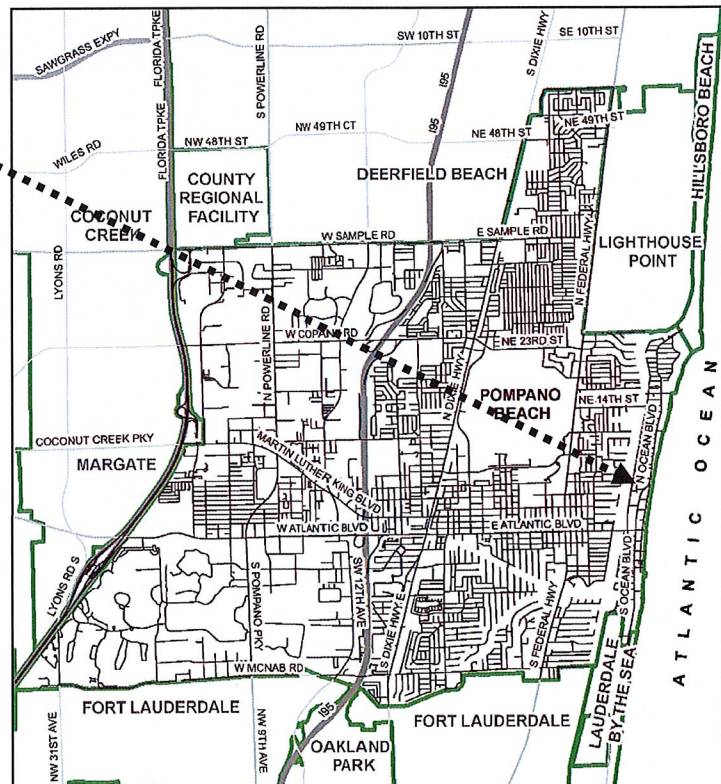 SAWGRASS EXPY
FLORIDA TPKE
S POWERLINE RD
SW 10TH ST
I95
S DIXIE HWY
SE 10TH ST
HILLSBORO BEACH
NE 49TH ST
WILES RD
FLORIDA TPKE
NW 48TH ST
NW 49TH CT
I95
NE 48TH ST
COUNTY
REGIONAL
FACILITY
DEERFIELD BEACH
COCONUT
CREEK
W SAMPLE RD
E SAMPLE RD
N FEDERAL HWY
LIGHTHOUSE
POINT
LYONS RD
N POWERLINE RD
W COPANS RD
NE 23RD ST
N DIXIE HWY
POMPANO
BEACH
NE 14TH ST
N OCEAN BLVD
ATLANTIC OCEAN
COCONUT CREEK PKY
MARGATE
MARTIN LUTHER KING BLVD
W ATLANTIC BLVD
E ATLANTIC BLVD
LYONS RD S
S POMPANO PKY
SW 12TH AVE
S DIXIE HWY E
S FEDERAL HWY
S OCEAN BLVD
W MCNAB RD
LAUDERDALE
BY THE SEA
FORT LAUDERDALE
I95
FORT LAUDERDALE
NW 31ST AVE
NW 9TH AVE
OAKLAND
PARK